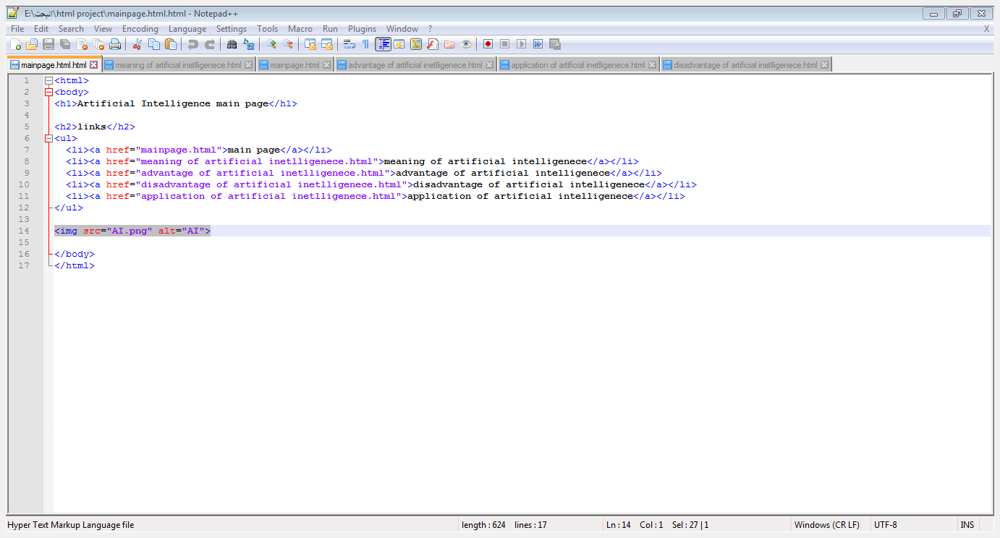 E:\البحث\html project\mainpage.html.html - Notepad++
File Edit Search View Encoding Language Settings Tools Macro Run Plugins Window ? X
mainpage.html.html meaning of artificial inetlligenece.html mainpage.html advantage of artificial inetlligenece.html application of artificial inetlligenece.html disadvantage of artificial inetlligenece.html
1 <html>
2 <body>
3 <h1>Artificial Intelligence main page</h1>
4
5 <h2>links</h2>
6 <ul>
7 <li><a href="mainpage.html">main page</a></li>
8 <li><a href="meaning of artificial inetlligenece.html">meaning of artificial intelligenece</a></li>
9 <li><a href="advantage of artificial inetlligenece.html">advantage of artificial intelligenece</a></li>
10 <li><a href="disadvantage of artificial inetlligenece.html">disadvantage of artificial intelligenece</a></li>
11 <li><a href="application of artificial inetlligenece.html">application of artificial intelligenece</a></li>
12 </ul>
13
14 <img src="AI.png" alt="AI">
15
16 </body>
17 </html>
Hyper Text Markup Language file length : 624 lines : 17 Ln : 14 Col : 1 Sel : 27 | 1 Windows (CR LF) UTF-8 INS